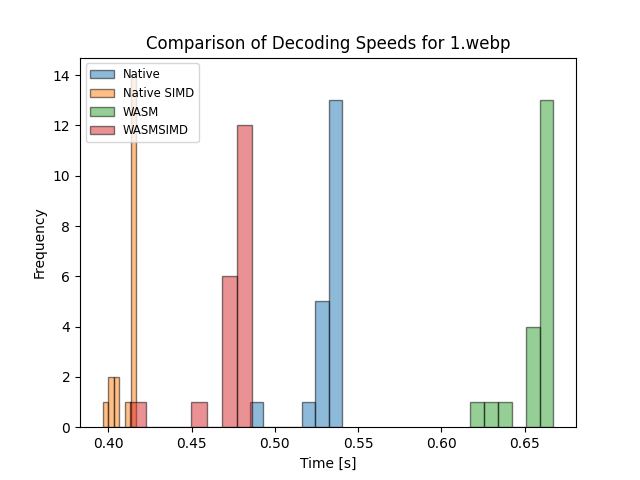 Comparison of Decoding Speeds for 1.webp
14
12
10
8
6
4
2
0
Frequency
Native
Native SIMD
WASM
WASMSIMD
0.40 0.45 0.50 0.55 0.60 0.65
Time [s]